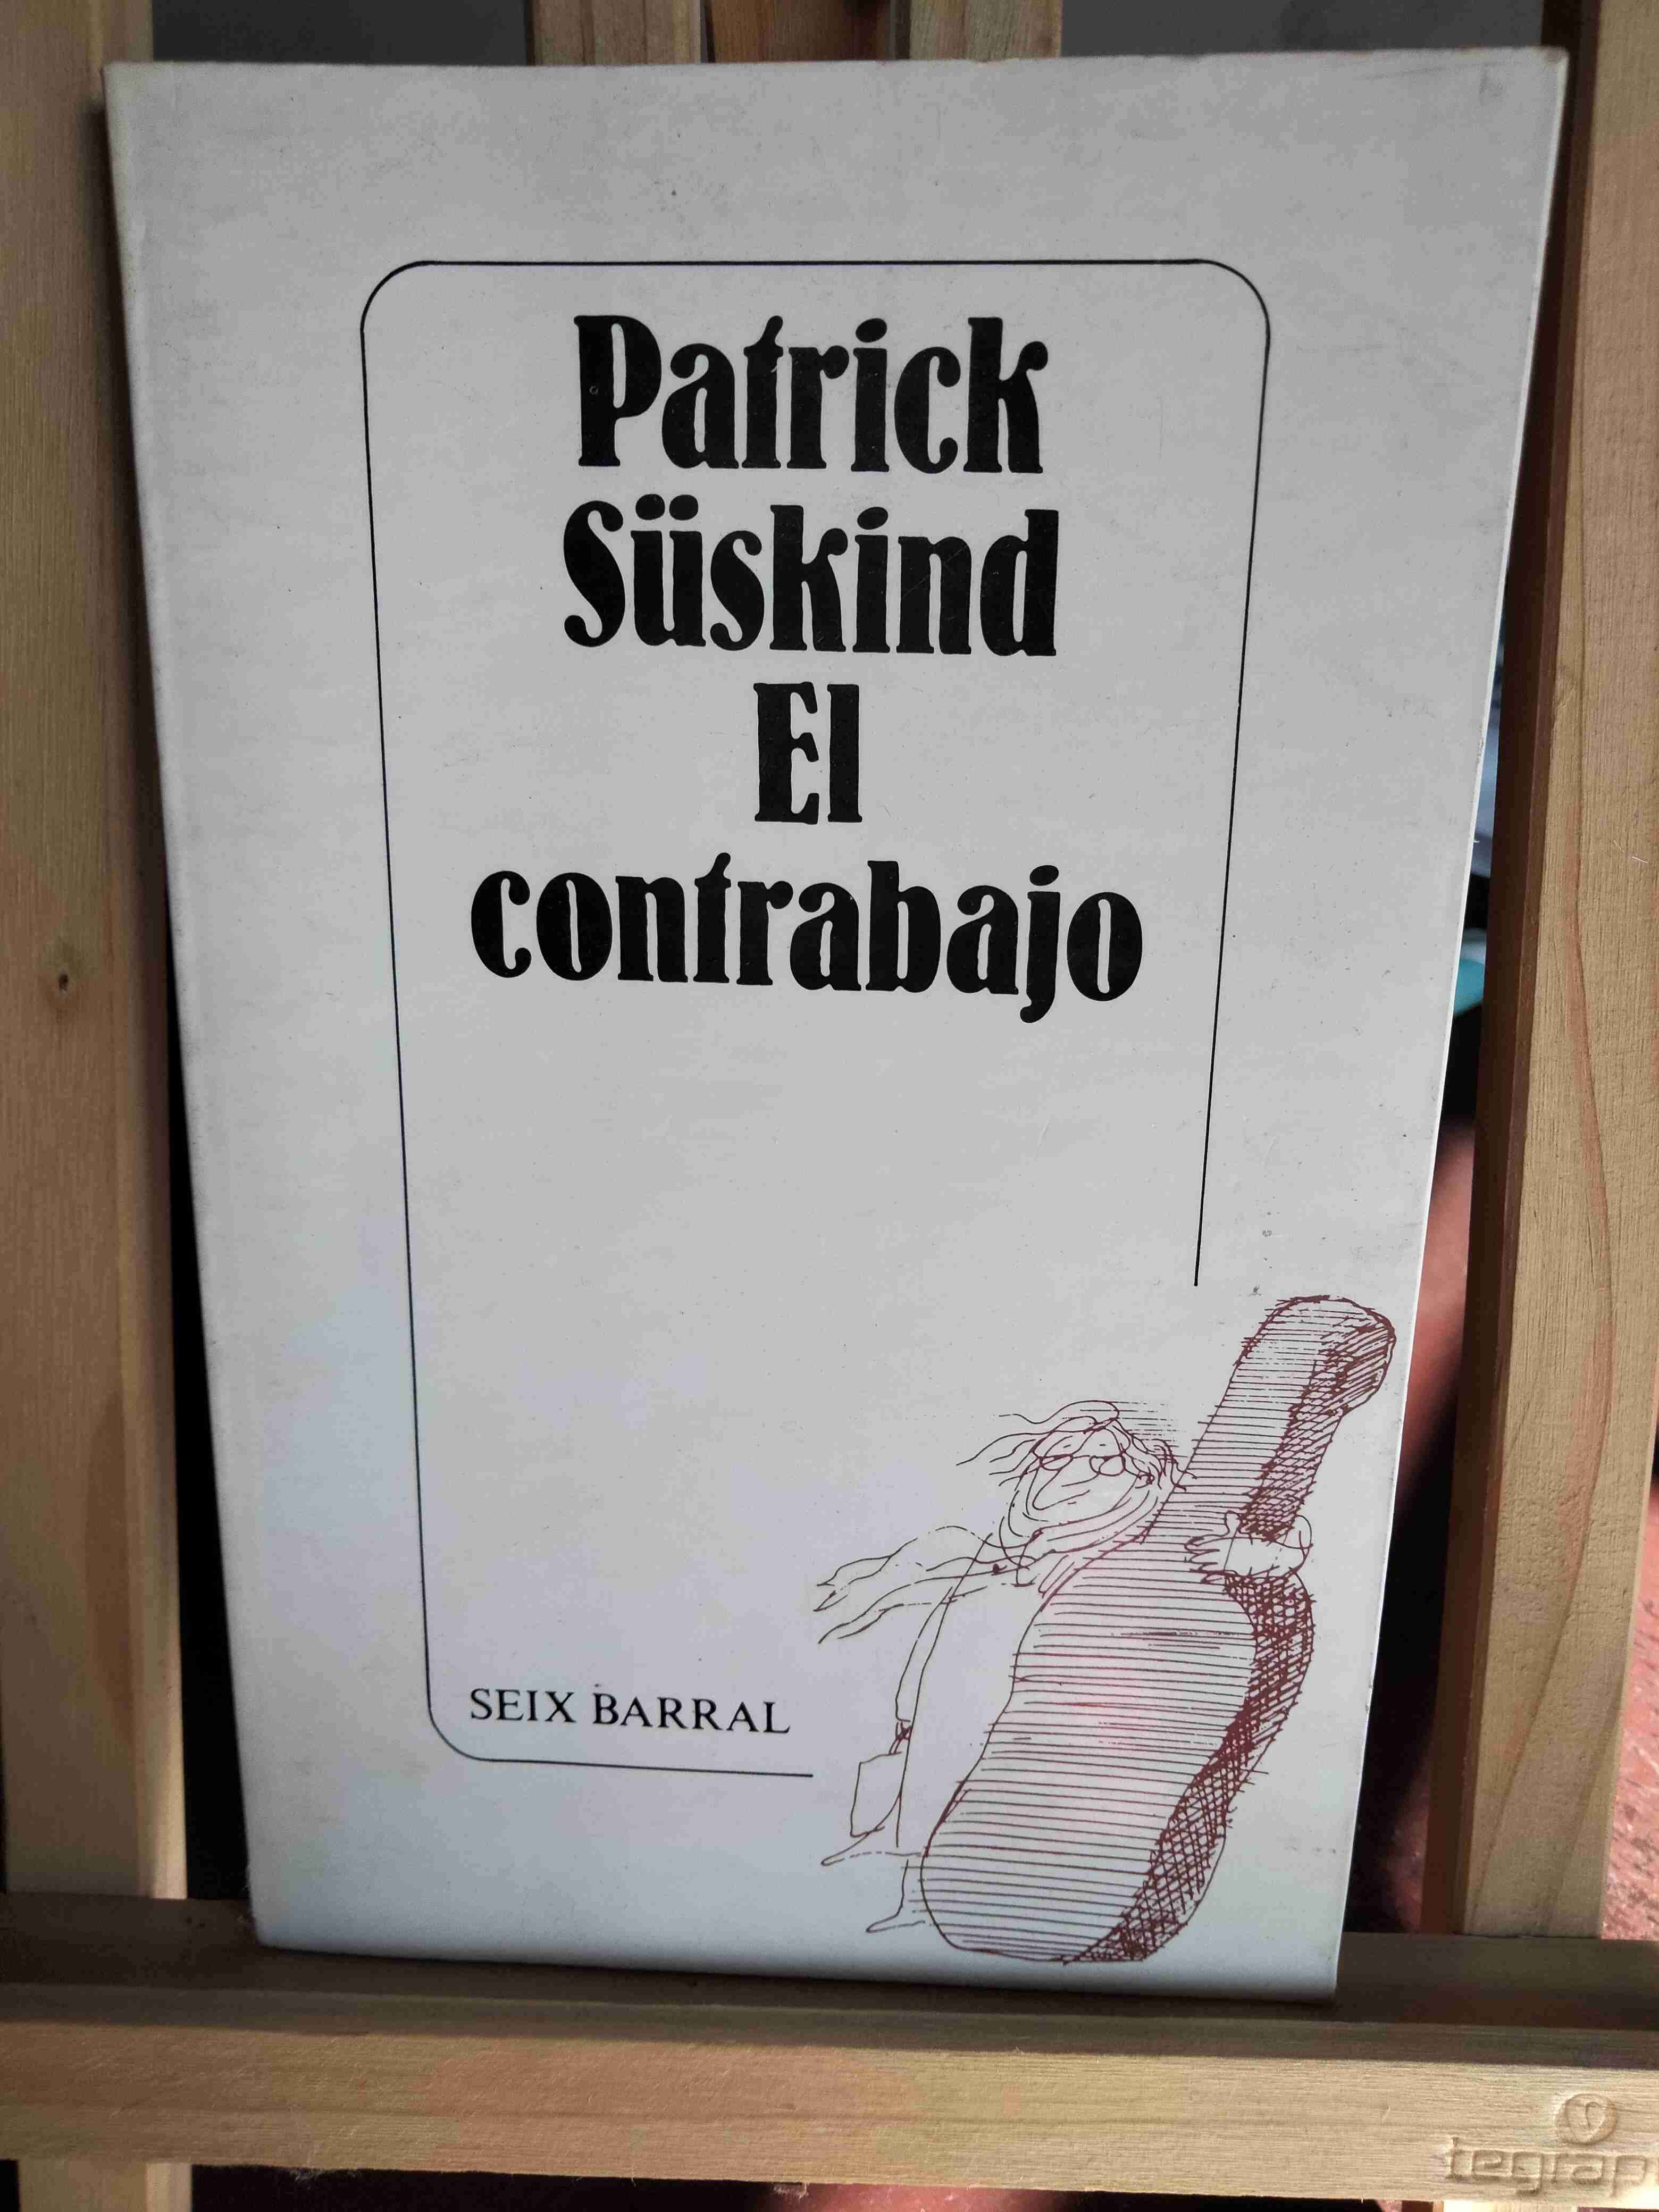 Patrick
Süskind
El
contrabajo
SEIX BARRAL